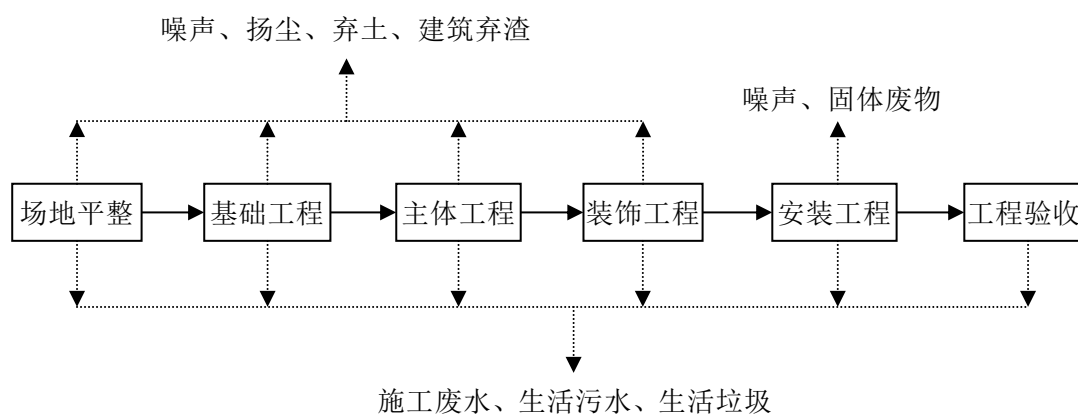 噪声、扬尘、弃土、建筑弃渣
噪声、固体废物
场地平整
基础工程
主体工程
装饰工程
安装工程
工程验收
施工废水、生活污水、生活垃圾